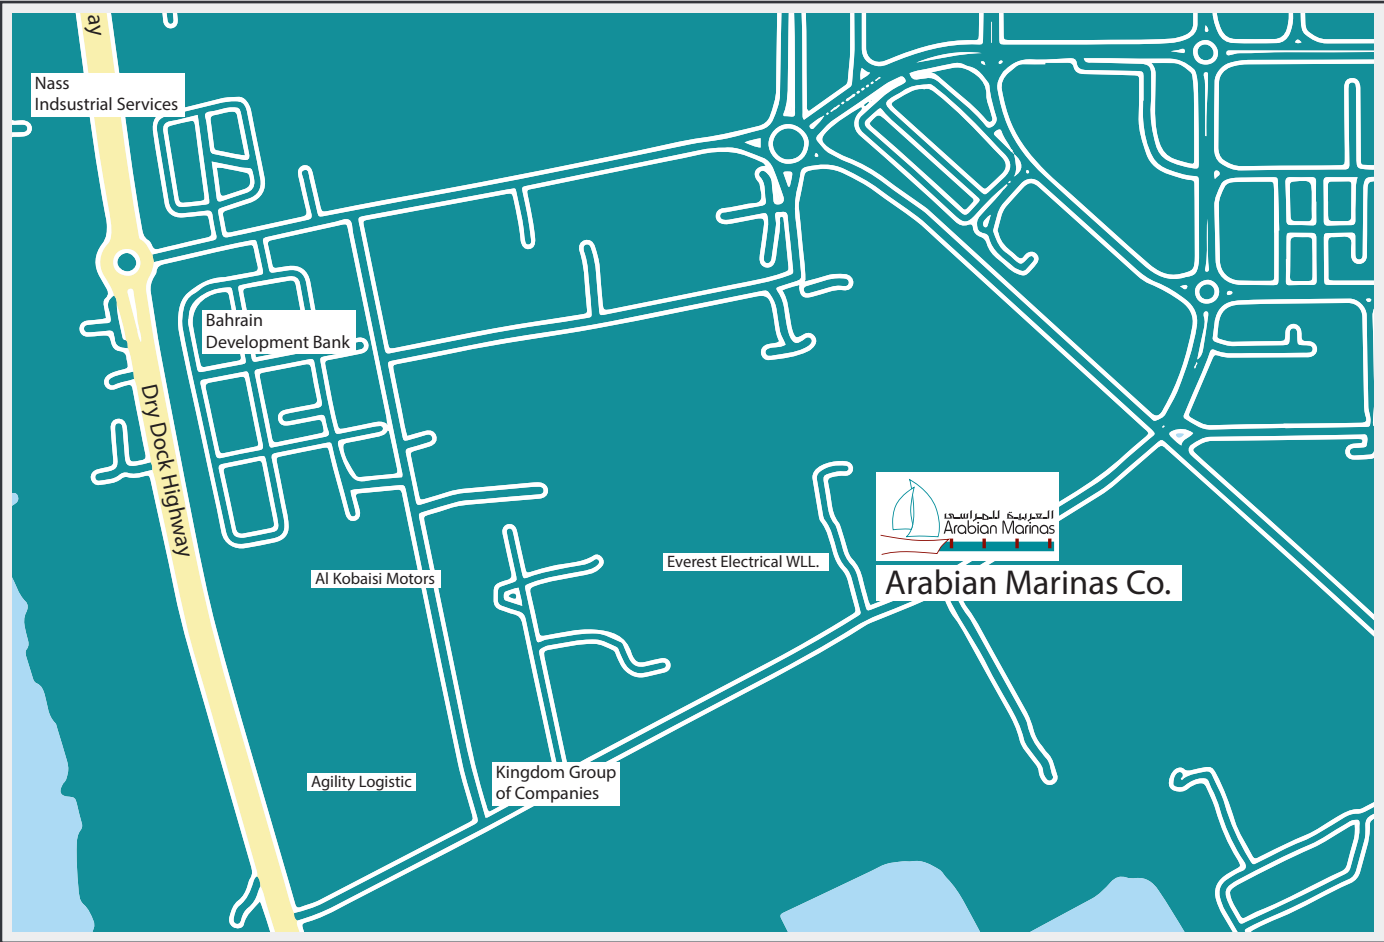 ay
Nass
Indsustrial Services
Bahrain
Development Bank
Dry Dock Highway
العربية للمراسي
Arabian Marinas
Everest Electrical WLL.
Arabian Marinas Co.
Al Kobaisi Motors
Kingdom Group
of Companies
Agility Logistic